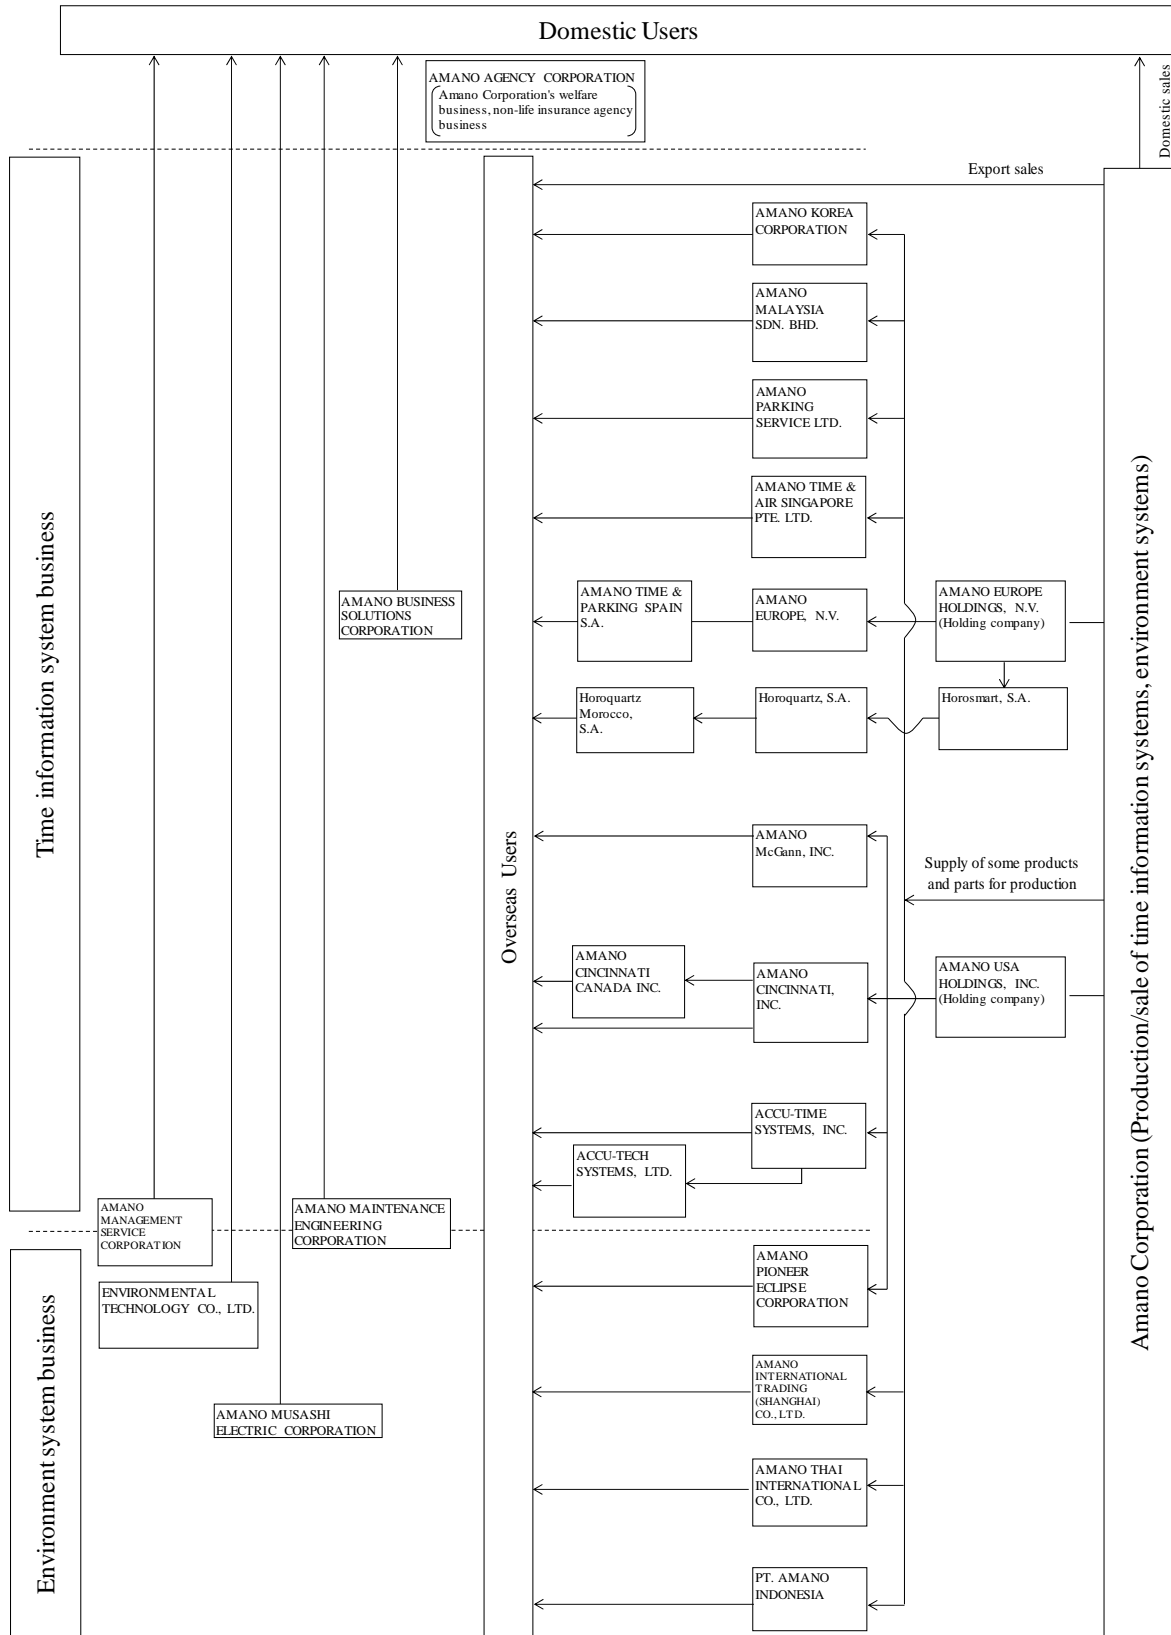 Domestic Users
AMANO AGENCY CORPORATION
Amano Corporation's welfare
business, non-life insurance agency
business
Domestic sales
Time information system business
Export sales
AMANO KOREA
CORPORATION
AMANO
MALAYSIA
SDN. BHD.
AMANO
PARKING
SERVICE LTD.
AMANO TIME &
AIR SINGAPORE
PTE. LTD.
AMANO BUSINESS
SOLUTIONS
CORPORATION
AMANO TIME &
PARKING SPAIN
S.A.
AMANO
EUROPE, N.V.
AMANO EUROPE
HOLDINGS, N.V.
(Holding company)
Horoquartz
Morocco,
S.A.
Horoquartz, S.A.
Horosmart, S.A.
Overseas Users
AMANO
McGann, INC.
Supply of some products
and parts for production
AMANO
CINCINNATI
CANADA INC.
AMANO
CINCINNATI,
INC.
AMANO USA
HOLDINGS, INC.
(Holding company)
Amano Corporation (Production/sale of time information systems, environment systems)
ACCU-TIME
SYSTEMS, INC.
ACCU-TECH
SYSTEMS, LTD.
AMANO
MANAGEMENT
SERVICE
CORPORATION
AMANO MAINTENANCE
ENGINEERING
CORPORATION
Environment system business
AMANO
PIONEER
ECLIPSE
CORPORATION
ENVIRONMENTAL
TECHNOLOGY CO., LTD.
AMANO
INTERNATIONAL
TRADING
(SHANGHAI)
CO., LTD.
AMANO MUSASHI
ELECTRIC CORPORATION
AMANO THAI
INTERNATIONAL
CO., LTD.
PT. AMANO
INDONESIA